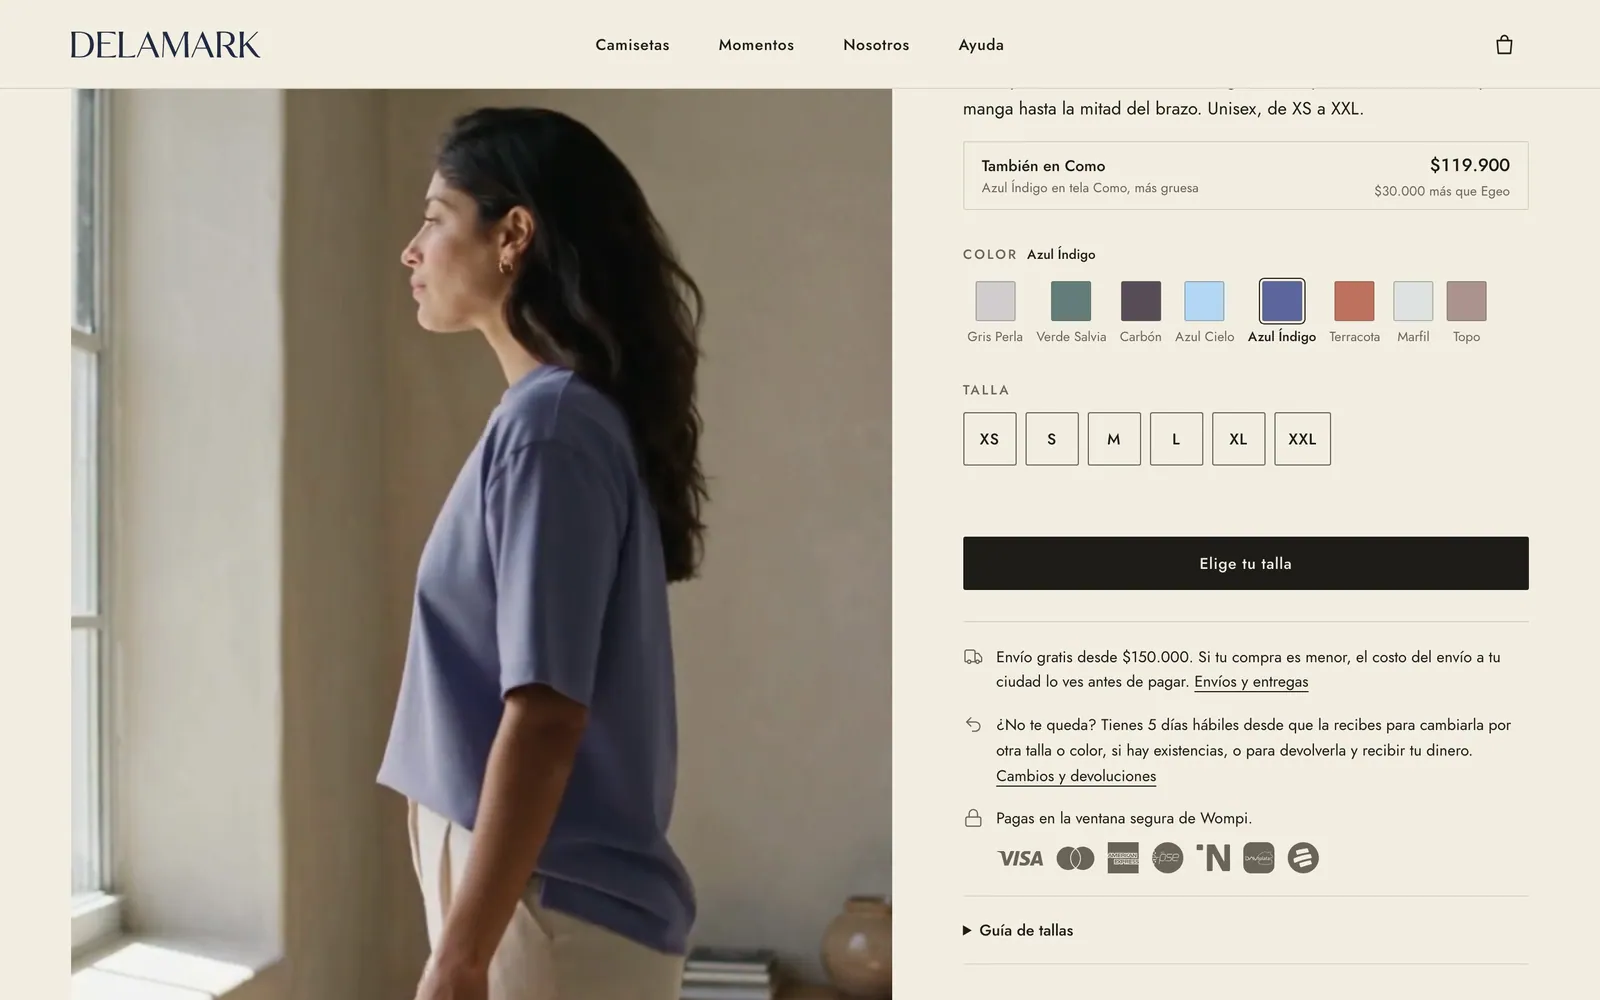 DELAMARK
Camisetas
Momentos
Nosotros
Ayuda
manga hasta la mitad del brazo. Unisex, de XS a XXL.
También en Como
$119.900
Azul Índigo en tela Como, más gruesa
$30.000 más que Egeo
COLOR Azul Índigo
Gris Perla
Verde Salvia
Carbón
Azul Cielo
Azul Índigo
Terracota
Marfil
Topo
TALLA
XS
S
M
L
XL
XXL
Elige tu talla
Envío gratis desde $150.000. Si tu compra es menor, el costo del envío a tu
ciudad lo ves antes de pagar. Envíos y entregas
¿No te queda? Tienes 5 días hábiles desde que la recibes para cambiarla por
otra talla o color, si hay existencias, o para devolverla y recibir tu dinero.
Cambios y devoluciones
Pagas en la ventana segura de Wompi.
VISA
AMERICAN
EXPRESS
pse
N
Guía de tallas